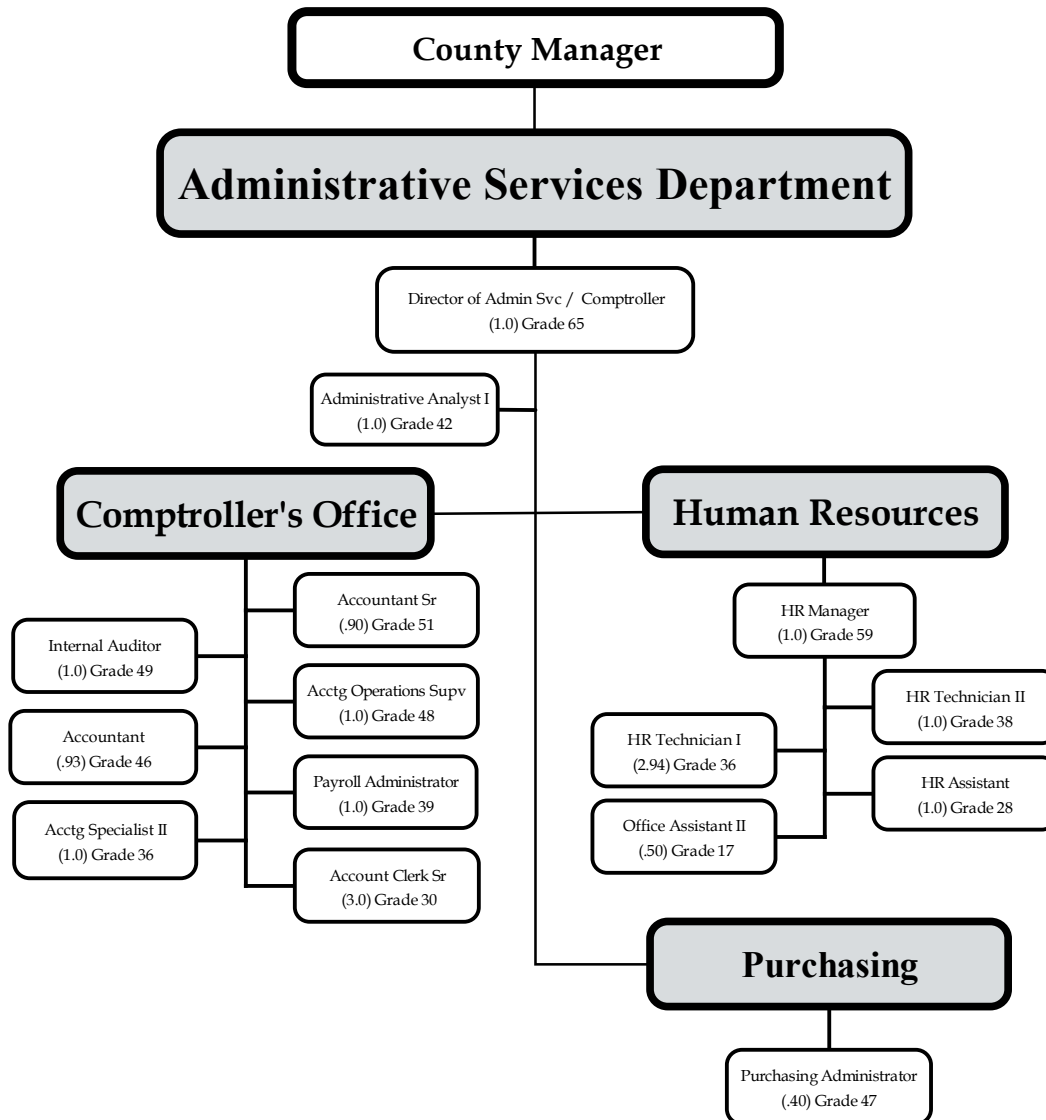 County Manager
Administrative Services Department
Director of Admin Svc / Comptroller
(1.0) Grade 65
Administrative Analyst I
(1.0) Grade 42
Comptroller's Office
Accountant Sr
(.90) Grade 51
Internal Auditor
(1.0) Grade 49
Acctg Operations Supv
(1.0) Grade 48
Accountant
(.93) Grade 46
Payroll Administrator
(1.0) Grade 39
Acctg Specialist II
(1.0) Grade 36
Account Clerk Sr
(3.0) Grade 30
Human Resources
HR Manager
(1.0) Grade 59
HR Technician II
(1.0) Grade 38
HR Technician I
(2.94) Grade 36
HR Assistant
(1.0) Grade 28
Office Assistant II
(.50) Grade 17
Purchasing
Purchasing Administrator
(.40) Grade 47